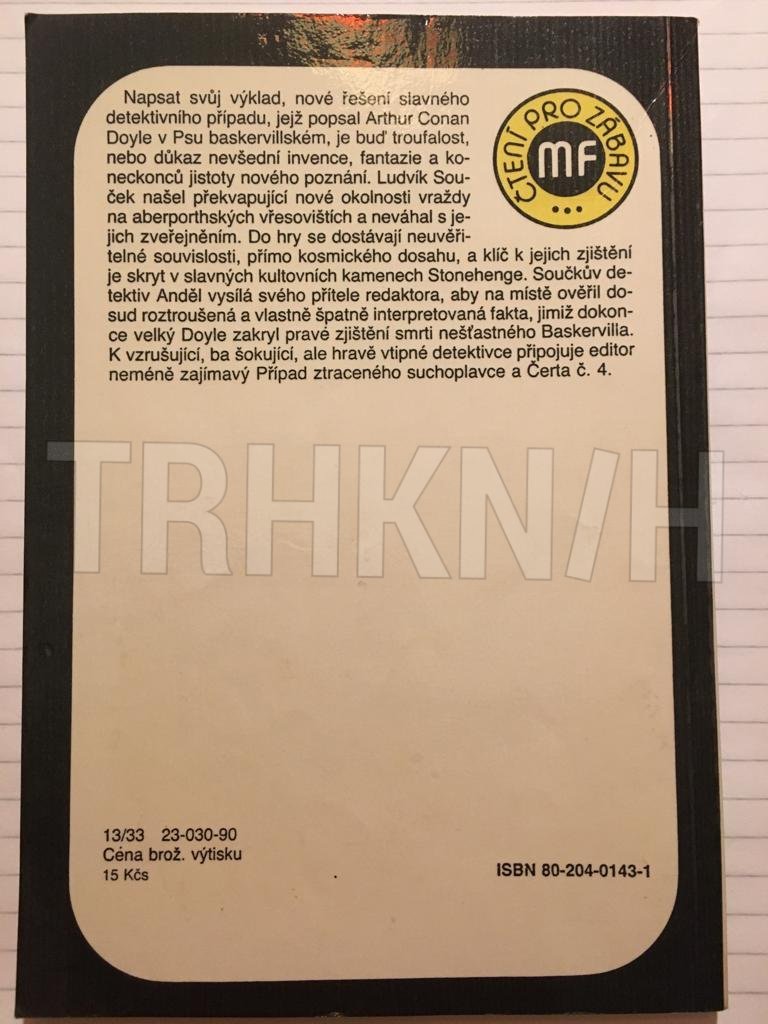 Napsat svůj výklad, nové řešení slavného
detektivního případu, jejž popsal Arthur Conan
Doyle v Psu baskervillském, je buď troufalost,
nebo důkaz nevšední invence, fantazie a ko-
neckonců jistoty nového poznání. Ludvík Sou-
ček našel překvapující nové okolnosti vraždy
na aberporthských vřesovištích a neváhal s je-
jich zveřejněním. Do hry se dostávají neuvěři-
telné souvislosti, přímo kosmického dosahu, a klíč k jejich zjištění
je skryt v slavných kultovních kamenech Stonehenge. Součkův de-
tektiv Anděl vysílá svého přítele redaktora, aby na místě ověřil do-
sud roztroušená a vlastně špatně interpretovaná fakta, jimiž dokon-
ce velký Doyle zakryl pravé zjištění smrti nešťastného Baskervilla.
K vzrušující, ba šokující, ale hravě vtipné detektivce připojuje editor
neméně zajímavý Případ ztraceného suchoplavce a Čerta č. 4.
ČTENÍ PRO ZÁBAVU
MF
TRHKN/H
13/33 23-030-90
Cena brož. výtisku
15 Kčs
ISBN 80-204-0143-1